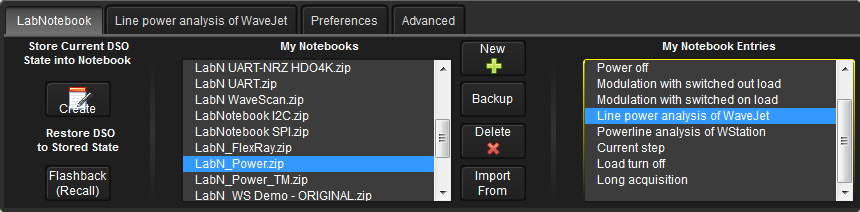 LabNotebook
Line power analysis of WaveJet
Preferences
Advanced
Store Current DSO
State into Notebook
Create
Restore DSO
to Stored State
Flashback
(Recall)
My Notebooks
LabN UART-NRZ HDO4K.zip
LabN UART.zip
LabN WaveScan.zip
LabNotebook I2C.zip
LabNotebook SPI.zip
LabN_FlexRay.zip
LabN_Power.zip
LabN_Power_TM.zip
LabN_WS Demo - ORIGINAL.zip
New
Backup
Delete
Import
From
My Notebook Entries
Power off
Modulation with switched out load
Modulation with switched on load
Line power analysis of WaveJet
Powerline analysis of WStation
Current step
Load turn off
Long acquisition